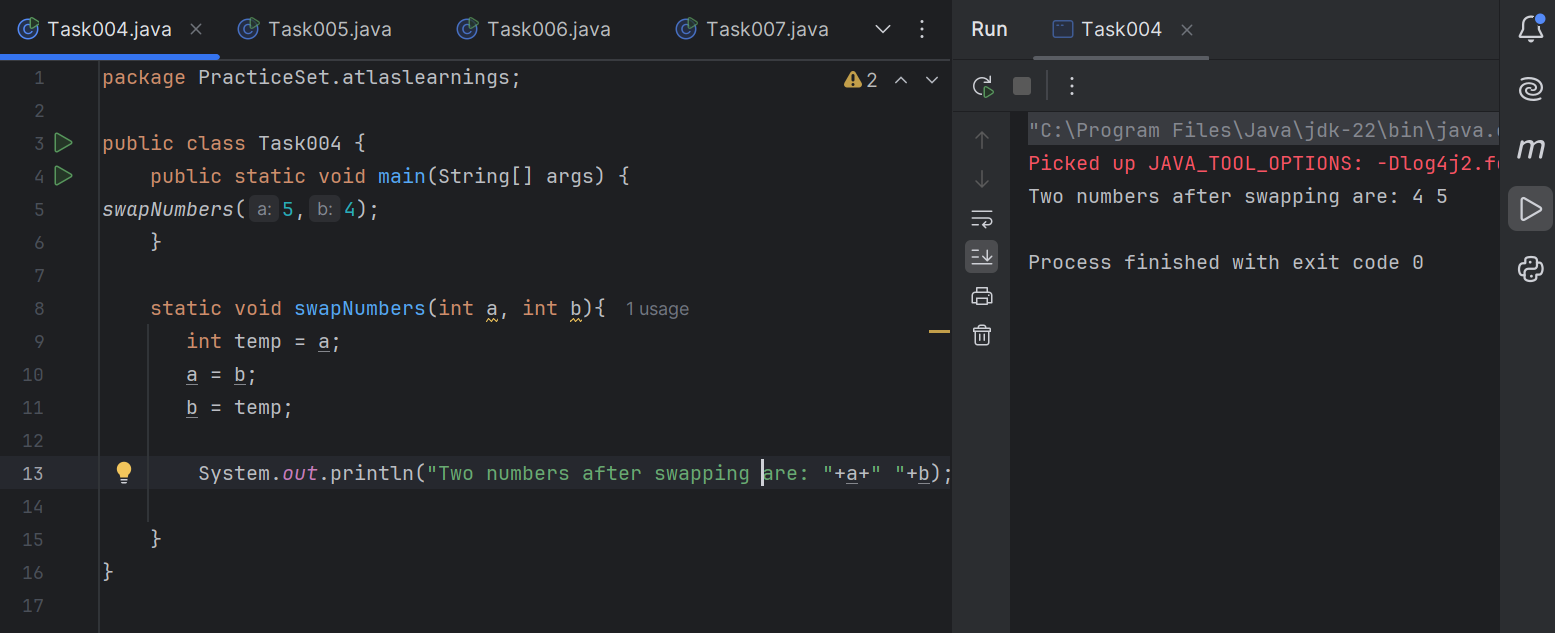 Task004.java
Task005.java
Task006.java
Task007.java
Run
Task004
1 package PracticeSet.atlaslearnings;
2
2
3 public class Task004 {
4 public static void main(String[] args) {
5 swapNumbers( a: 5, b: 4);
6 }
7
8 static void swapNumbers(int a, int b){ 1 usage
9 int temp = a;
10 a = b;
11 b = temp;
12
13 System.out.println("Two numbers after swapping are: "+a+" "+b);
14
15 }
16 }
17
"C:\Program Files\Java\jdk-22\bin\java.
Picked up JAVA_TOOL_OPTIONS: -Dlog4j2.f
Two numbers after swapping are: 4 5
Process finished with exit code 0
m